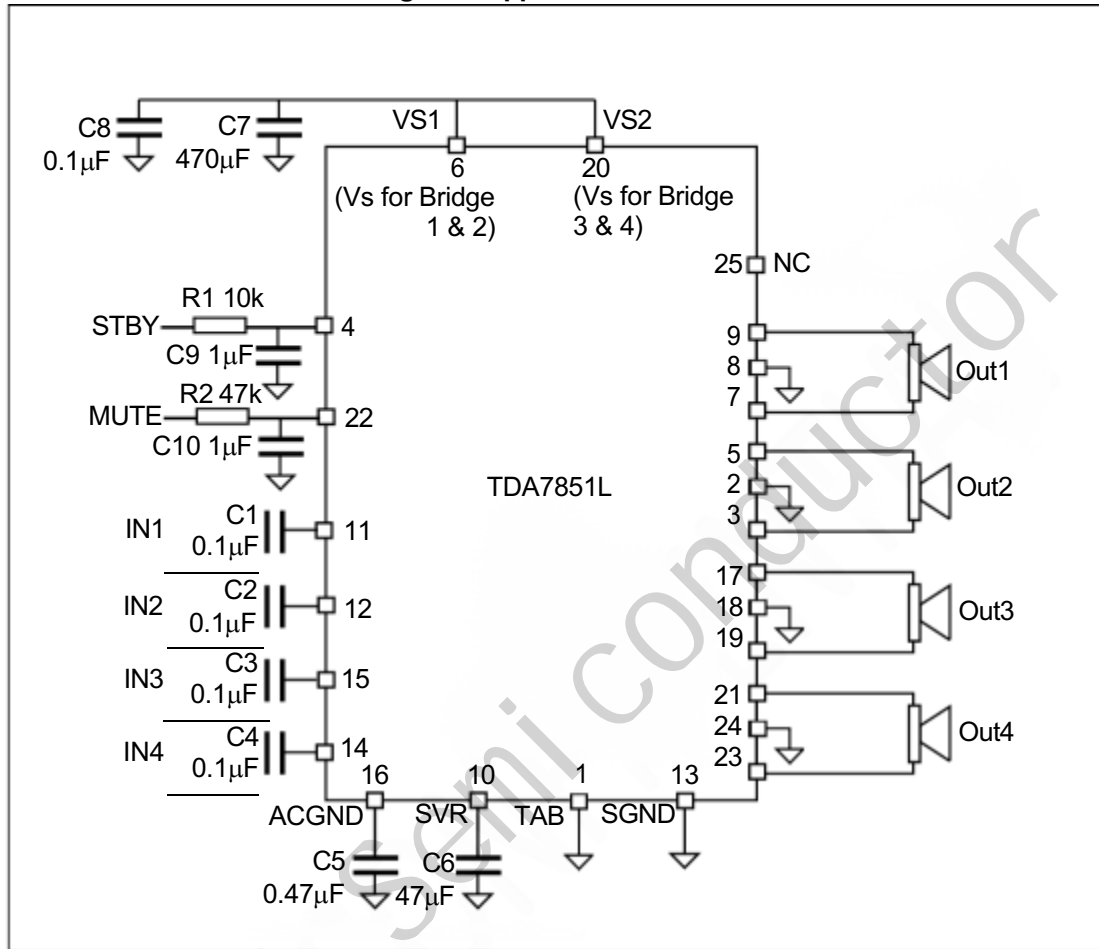 VS1
VS2
C8
0.1µF
C7
470µF
6
20
(Vs for Bridge
1 & 2)
(Vs for Bridge
3 & 4)
25
NC
R1 10k
STBY
4
C9 1µF
R2 47k
MUTE
22
C10 1µF
TDA7851L
IN1
C1
0.1µF
11
IN2
C2
0.1µF
12
IN3
C3
0.1µF
15
IN4
C4
0.1µF
14
9
8
7
Out1
5
2
3
Out2
17
18
19
Out3
21
24
23
Out4
16
10
1
13
ACGND
SVR
TAB
SGND
C5
0.47µF
C6
47µF
semi conductor